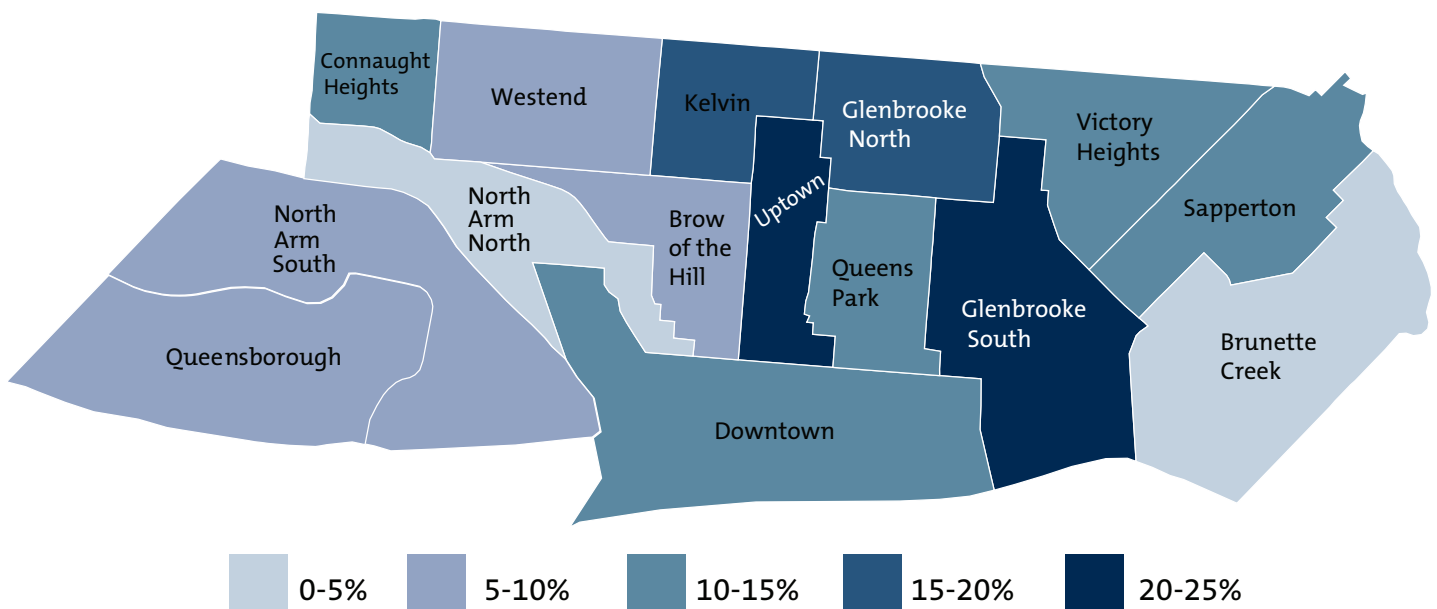 Connaught
Heights
Westend
Kelvin
Glenbrooke
North
Victory
Heights
Sapperton
North
Arm
South
North
Arm
North
Brow
of the
Hill
Uptown
Queens
Park
Glenbrooke
South
Brunette
Creek
Queensborough
Downtown
0-5%
5-10%
10-15%
15-20%
20-25%